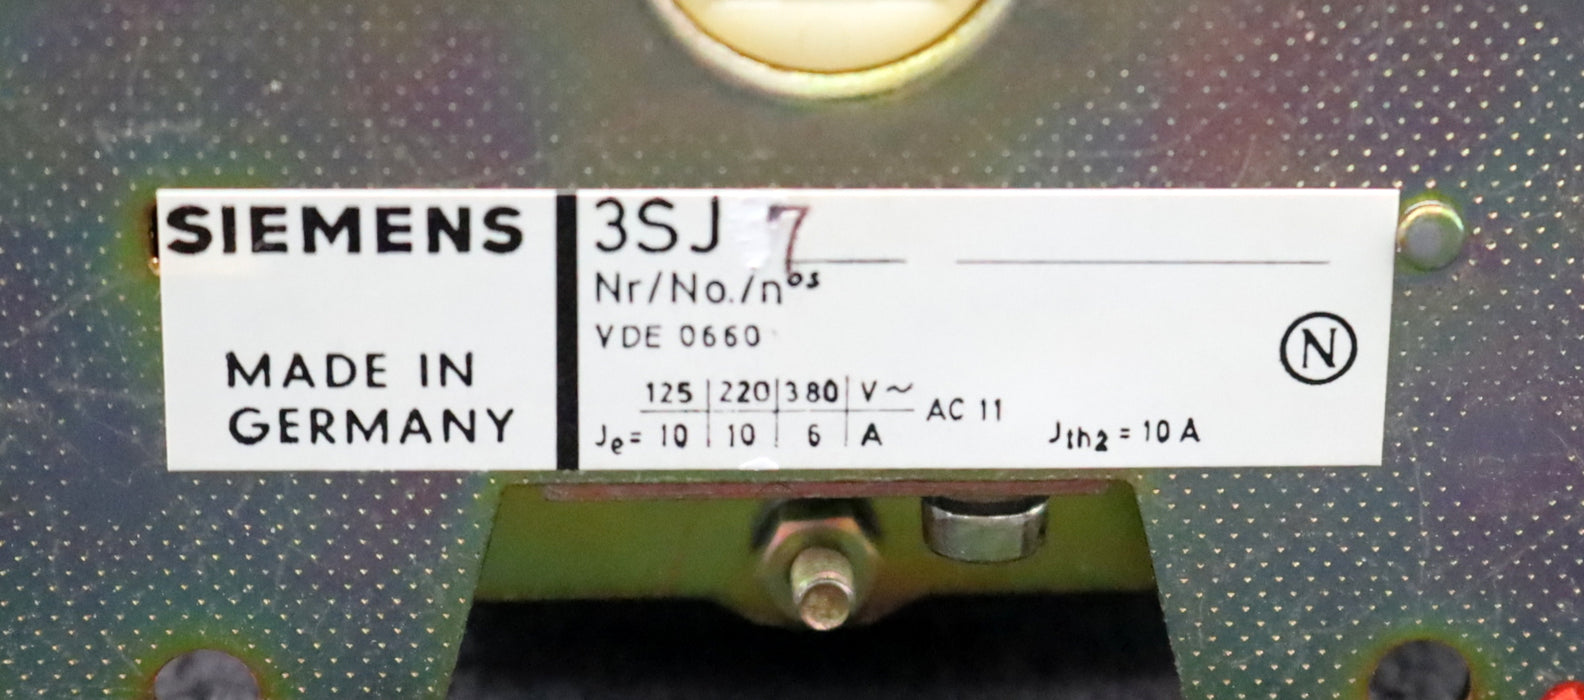 SIEMENS
MADE IN
GERMANY
3SJ 7
Nr/No./nos
VDE 0660
125 | 220 | 380 | V ~
Je= 10 | 10 | 6 | A
AC 11
Jth2 = 10 A
N